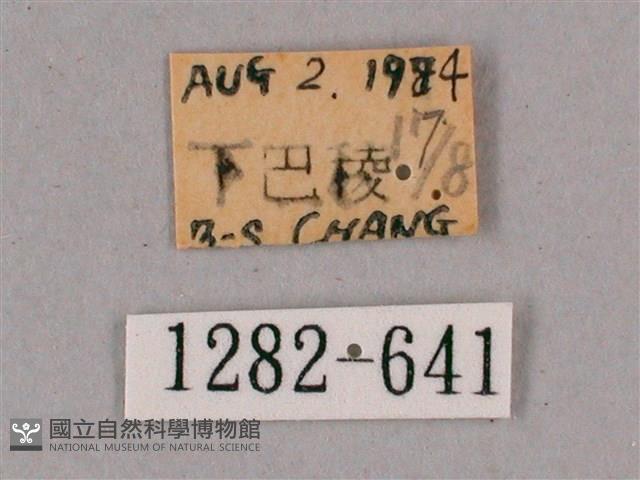 AUG 2. 1984
17/8
下巴稜
B-S CHANG
1282-641
國立自然科學博物館
NATIONAL MUSEUM OF NATURAL SCIENCE